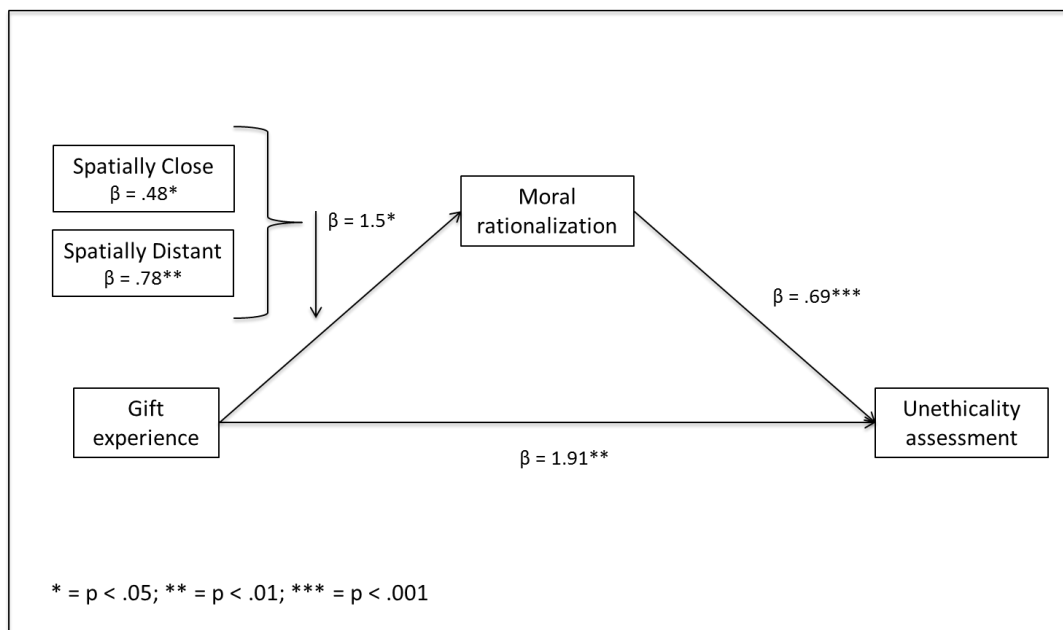 Spatially Close
β = .48*
Spatially Distant
β = .78**
β = 1.5*
Moral
rationalization
β = .69***
Gift
experience
Unethicality
assessment
β = 1.91**
* = p < .05; ** = p < .01; *** = p < .001